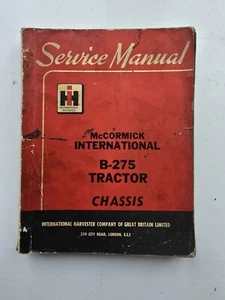 Service Manual
IH
McCORMICK
INTERNATIONAL
B-275
TRACTOR
CHASSIS
INTERNATIONAL HARVESTER COMPANY OF GREAT BRITAIN LIMITED
259 CITY ROAD, LONDON, E.C.1